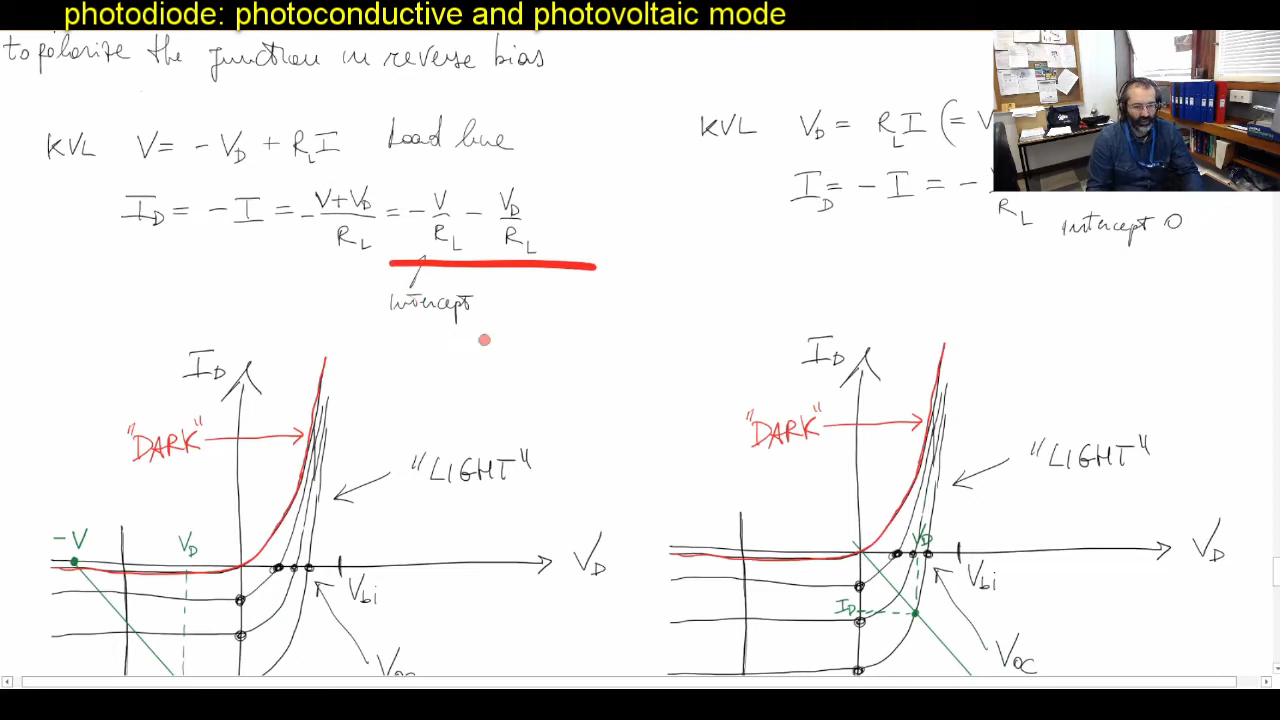 photodiode: photoconductive and photovoltaic mode
to polarize the junction in reverse bias
KVL V = - V_D + R_L I Load line
I_D = - I = - (V+V_D)/R_L = - V/R_L - V_D/R_L
Intercept
KVL V_D = R_L I (= V
I_D = - I = -
R_L
Intercept 0
I_D
"DARK"
"LIGHT"
-V
V_D
V_D
V_bi
V_oc
I_D
"DARK"
"LIGHT"
V_D
V_D
V_bi
I_D
V_oc